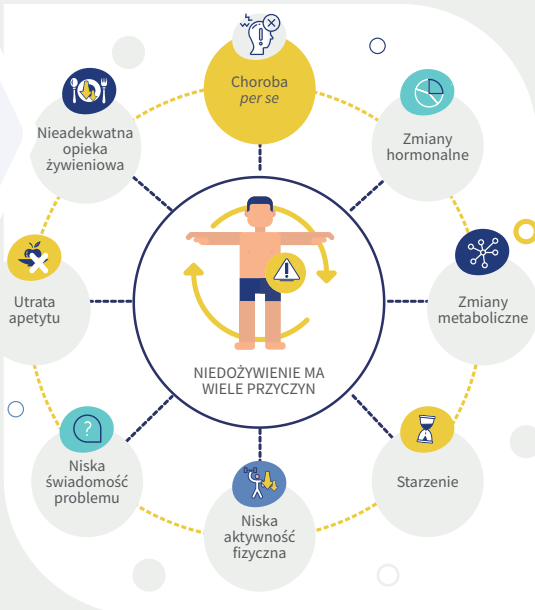 Choroba
per se
Zmiany
hormonalne
Zmiany
metaboliczne
Starzenie
Niska
aktywność
fizyczna
Niska
świadomość
problemu
?
Utrata
apetytu
Nieadekwatna
opieka
żywieniowa
NIEDOŻYWIENIE MA
WIELE PRZYCZYN